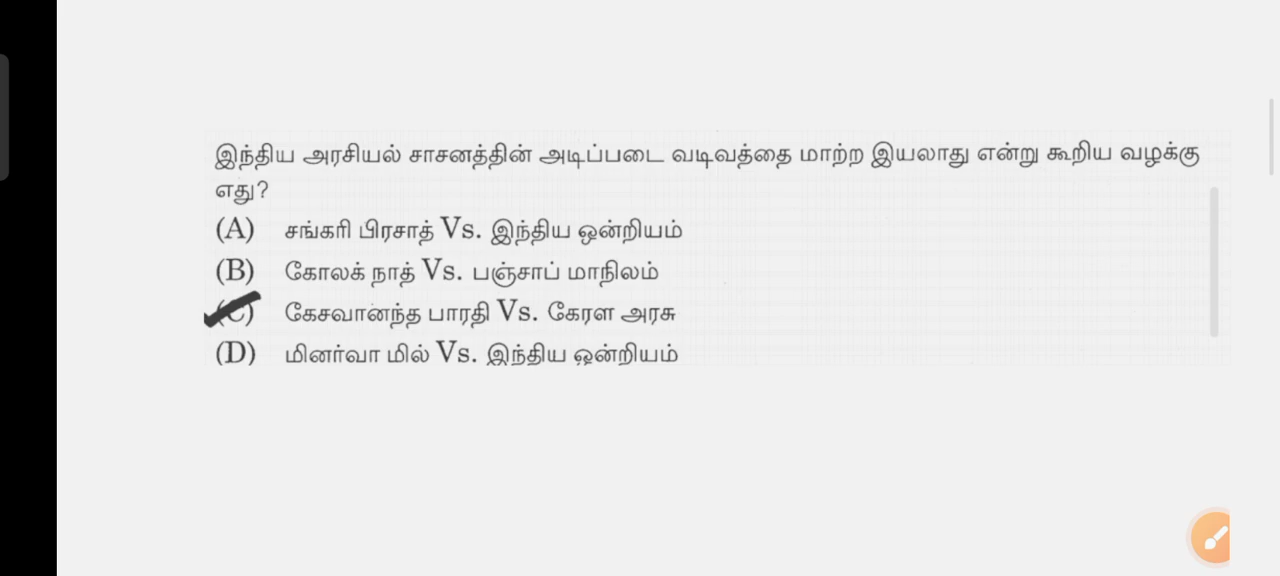 இந்திய அரசியல் சாசனத்தின் அடிப்படை வடிவத்தை மாற்ற இயலாது என்று கூறிய வழக்கு
எது?
(A) சங்கரி பிரசாத் Vs. இந்திய ஒன்றியம்
(B) கோலக் நாத் Vs. பஞ்சாப் மாநிலம்
(C) கேசவானந்த பாரதி Vs. கேரள அரசு
(D) மினர்வா மில் Vs. இந்திய ஒன்றியம்